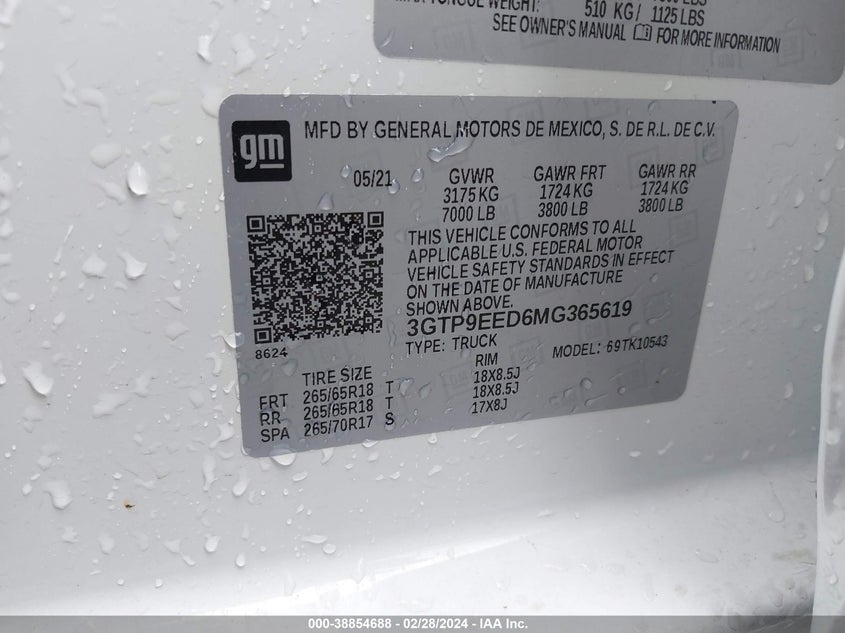 MAX TONGUE WEIGHT:
510 KG / 1125 LBS
SEE OWNER'S MANUAL FOR MORE INFORMATION
gm
MFD BY GENERAL MOTORS DE MEXICO, S. DE R.L. DE C.V.
05/21 GVWR GAWR FRT GAWR RR
3175 KG 1724 KG 1724 KG
7000 LB 3800 LB 3800 LB
THIS VEHICLE CONFORMS TO ALL
APPLICABLE U.S. FEDERAL MOTOR
VEHICLE SAFETY STANDARDS IN EFFECT
ON THE DATE OF MANUFACTURE
SHOWN ABOVE.
3GTP9EED6MG365619
8624
TYPE: TRUCK MODEL: 69TK10543
TIRE SIZE RIM
FRT 265/65R18 T 18X8.5J
RR 265/65R18 T 18X8.5J
SPA 265/70R17 S 17X8J
000-38854688 - 02/28/2024 - IAA Inc.